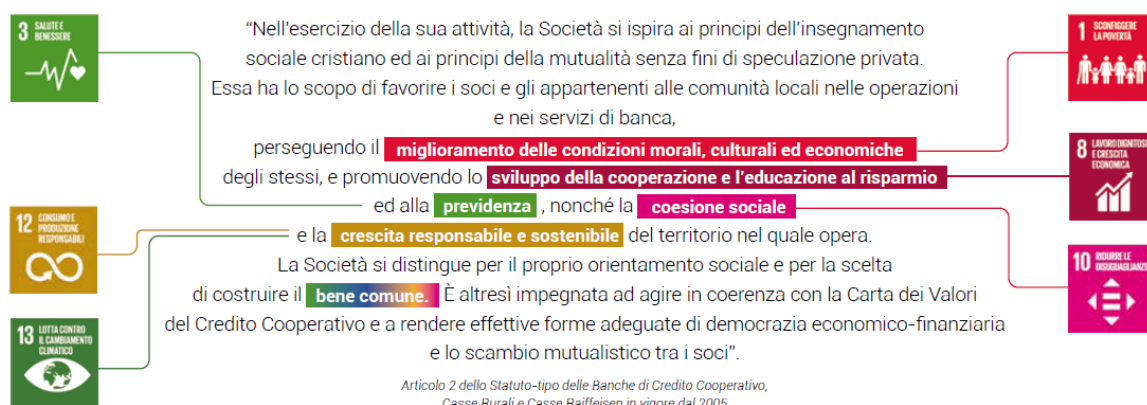 3 SALUTE E
BENESSERE
"Nell'esercizio della sua attività, la Società si ispira ai principi dell'insegnamento
sociale cristiano ed ai principi della mutualità senza fini di speculazione privata.
Essa ha lo scopo di favorire i soci e gli appartenenti alle comunità locali nelle operazioni
e nei servizi di banca,
perseguendo il miglioramento delle condizioni morali, culturali ed economiche
degli stessi, e promuovendo lo sviluppo della cooperazione e l'educazione al risparmio
ed alla previdenza , nonché la coesione sociale
e la crescita responsabile e sostenibile del territorio nel quale opera.
La Società si distingue per il proprio orientamento sociale e per la scelta
di costruire il bene comune. È altresì impegnata ad agire in coerenza con la Carta dei Valori
del Credito Cooperativo e a rendere effettive forme adeguate di democrazia economico-finanziaria
e lo scambio mutualistico tra i soci".
Articolo 2 dello Statuto-tipo delle Banche di Credito Cooperativo,
Casse Rurali e Casse Raiffeisen in vigore dal 2005
12 CONSUMO E
PRODUZIONE
RESPONSABILI
13 LOTTA CONTRO
IL CAMBIAMENTO
CLIMATICO
1 SCONFIGGERE
LA POVERTÀ
8 LAVORO DIGNITOSO
E CRESCITA
ECONOMICA
10 RIDURRE LE
DISUGUAGLIANZE